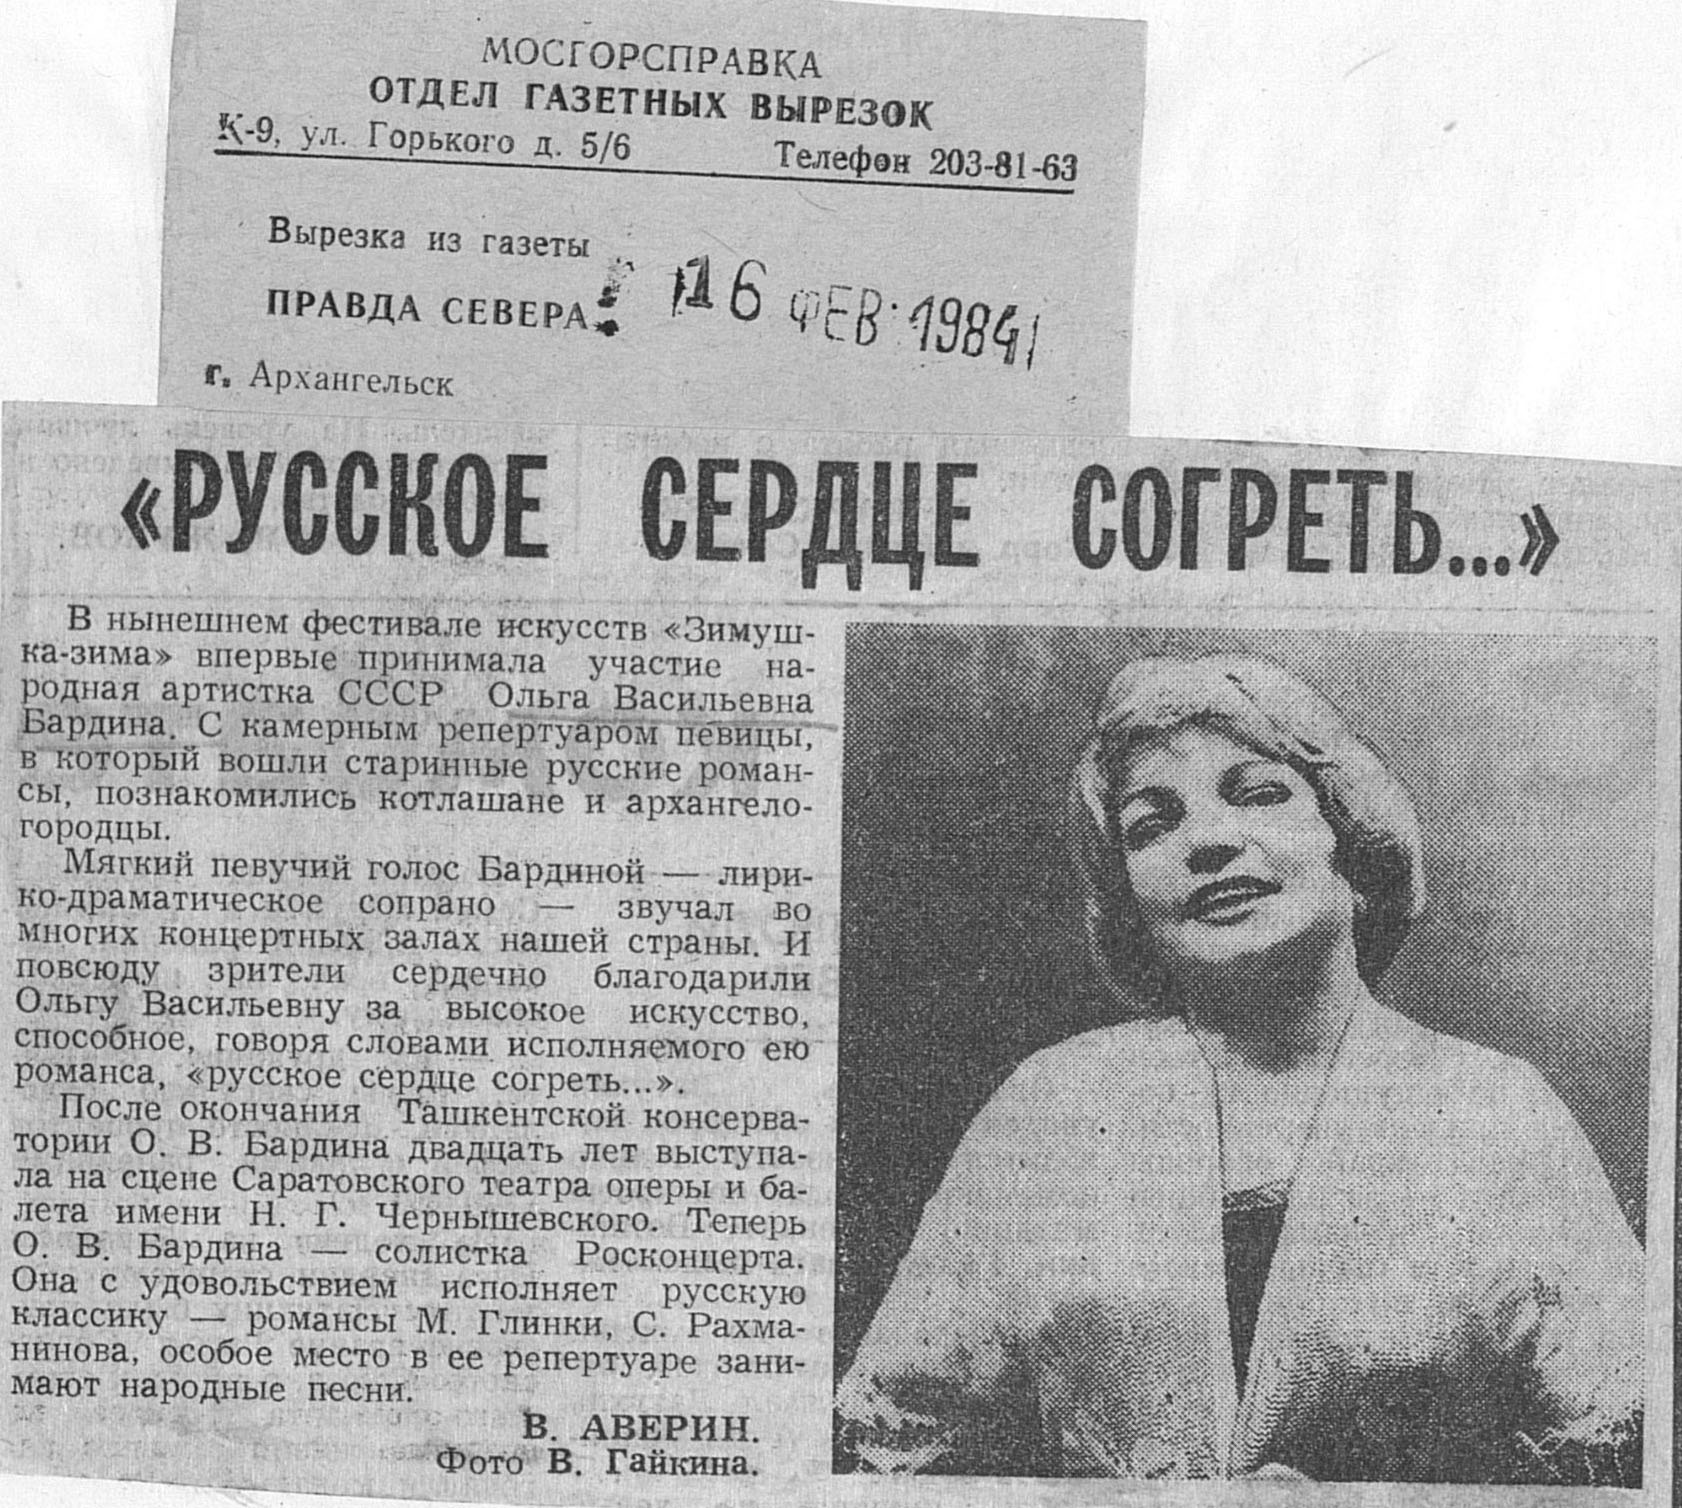 МОСГОРСПРАВКА
ОТДЕЛ ГАЗЕТНЫХ ВЫРЕЗОК
К-9, ул. Горького д. 5/6 Телефон 203-81-63
Вырезка из газеты
ПРАВДА СЕВЕРА
16 ФЕВ 1984
г. Архангельск
«РУССКОЕ СЕРДЦЕ СОГРЕТЬ...»
В нынешнем фестивале искусств «Зимуш-
ка-зима» впервые принимала участие на-
родная артистка СССР Ольга Васильевна
Бардина. С камерным репертуаром певицы,
в который вошли старинные русские роман-
сы, познакомились котлашане и архангело-
городцы.
Мягкий певучий голос Бардиной — лири-
ко-драматическое сопрано — звучал во
многих концертных залах нашей страны. И
повсюду зрители сердечно благодарили
Ольгу Васильевну за высокое искусство,
способное, говоря словами исполняемого ею
романса, «русское сердце согреть...».
После окончания Ташкентской консерва-
тории О. В. Бардина двадцать лет выступа-
ла на сцене Саратовского театра оперы и ба-
лета имени Н. Г. Чернышевского. Теперь
О. В. Бардина — солистка Росконцерта.
Она с удовольствием исполняет русскую
классику — романсы М. Глинки, С. Рахма-
нинова, особое место в ее репертуаре зани-
мают народные песни.
В. АВЕРИН.
Фото В. Гайкина.